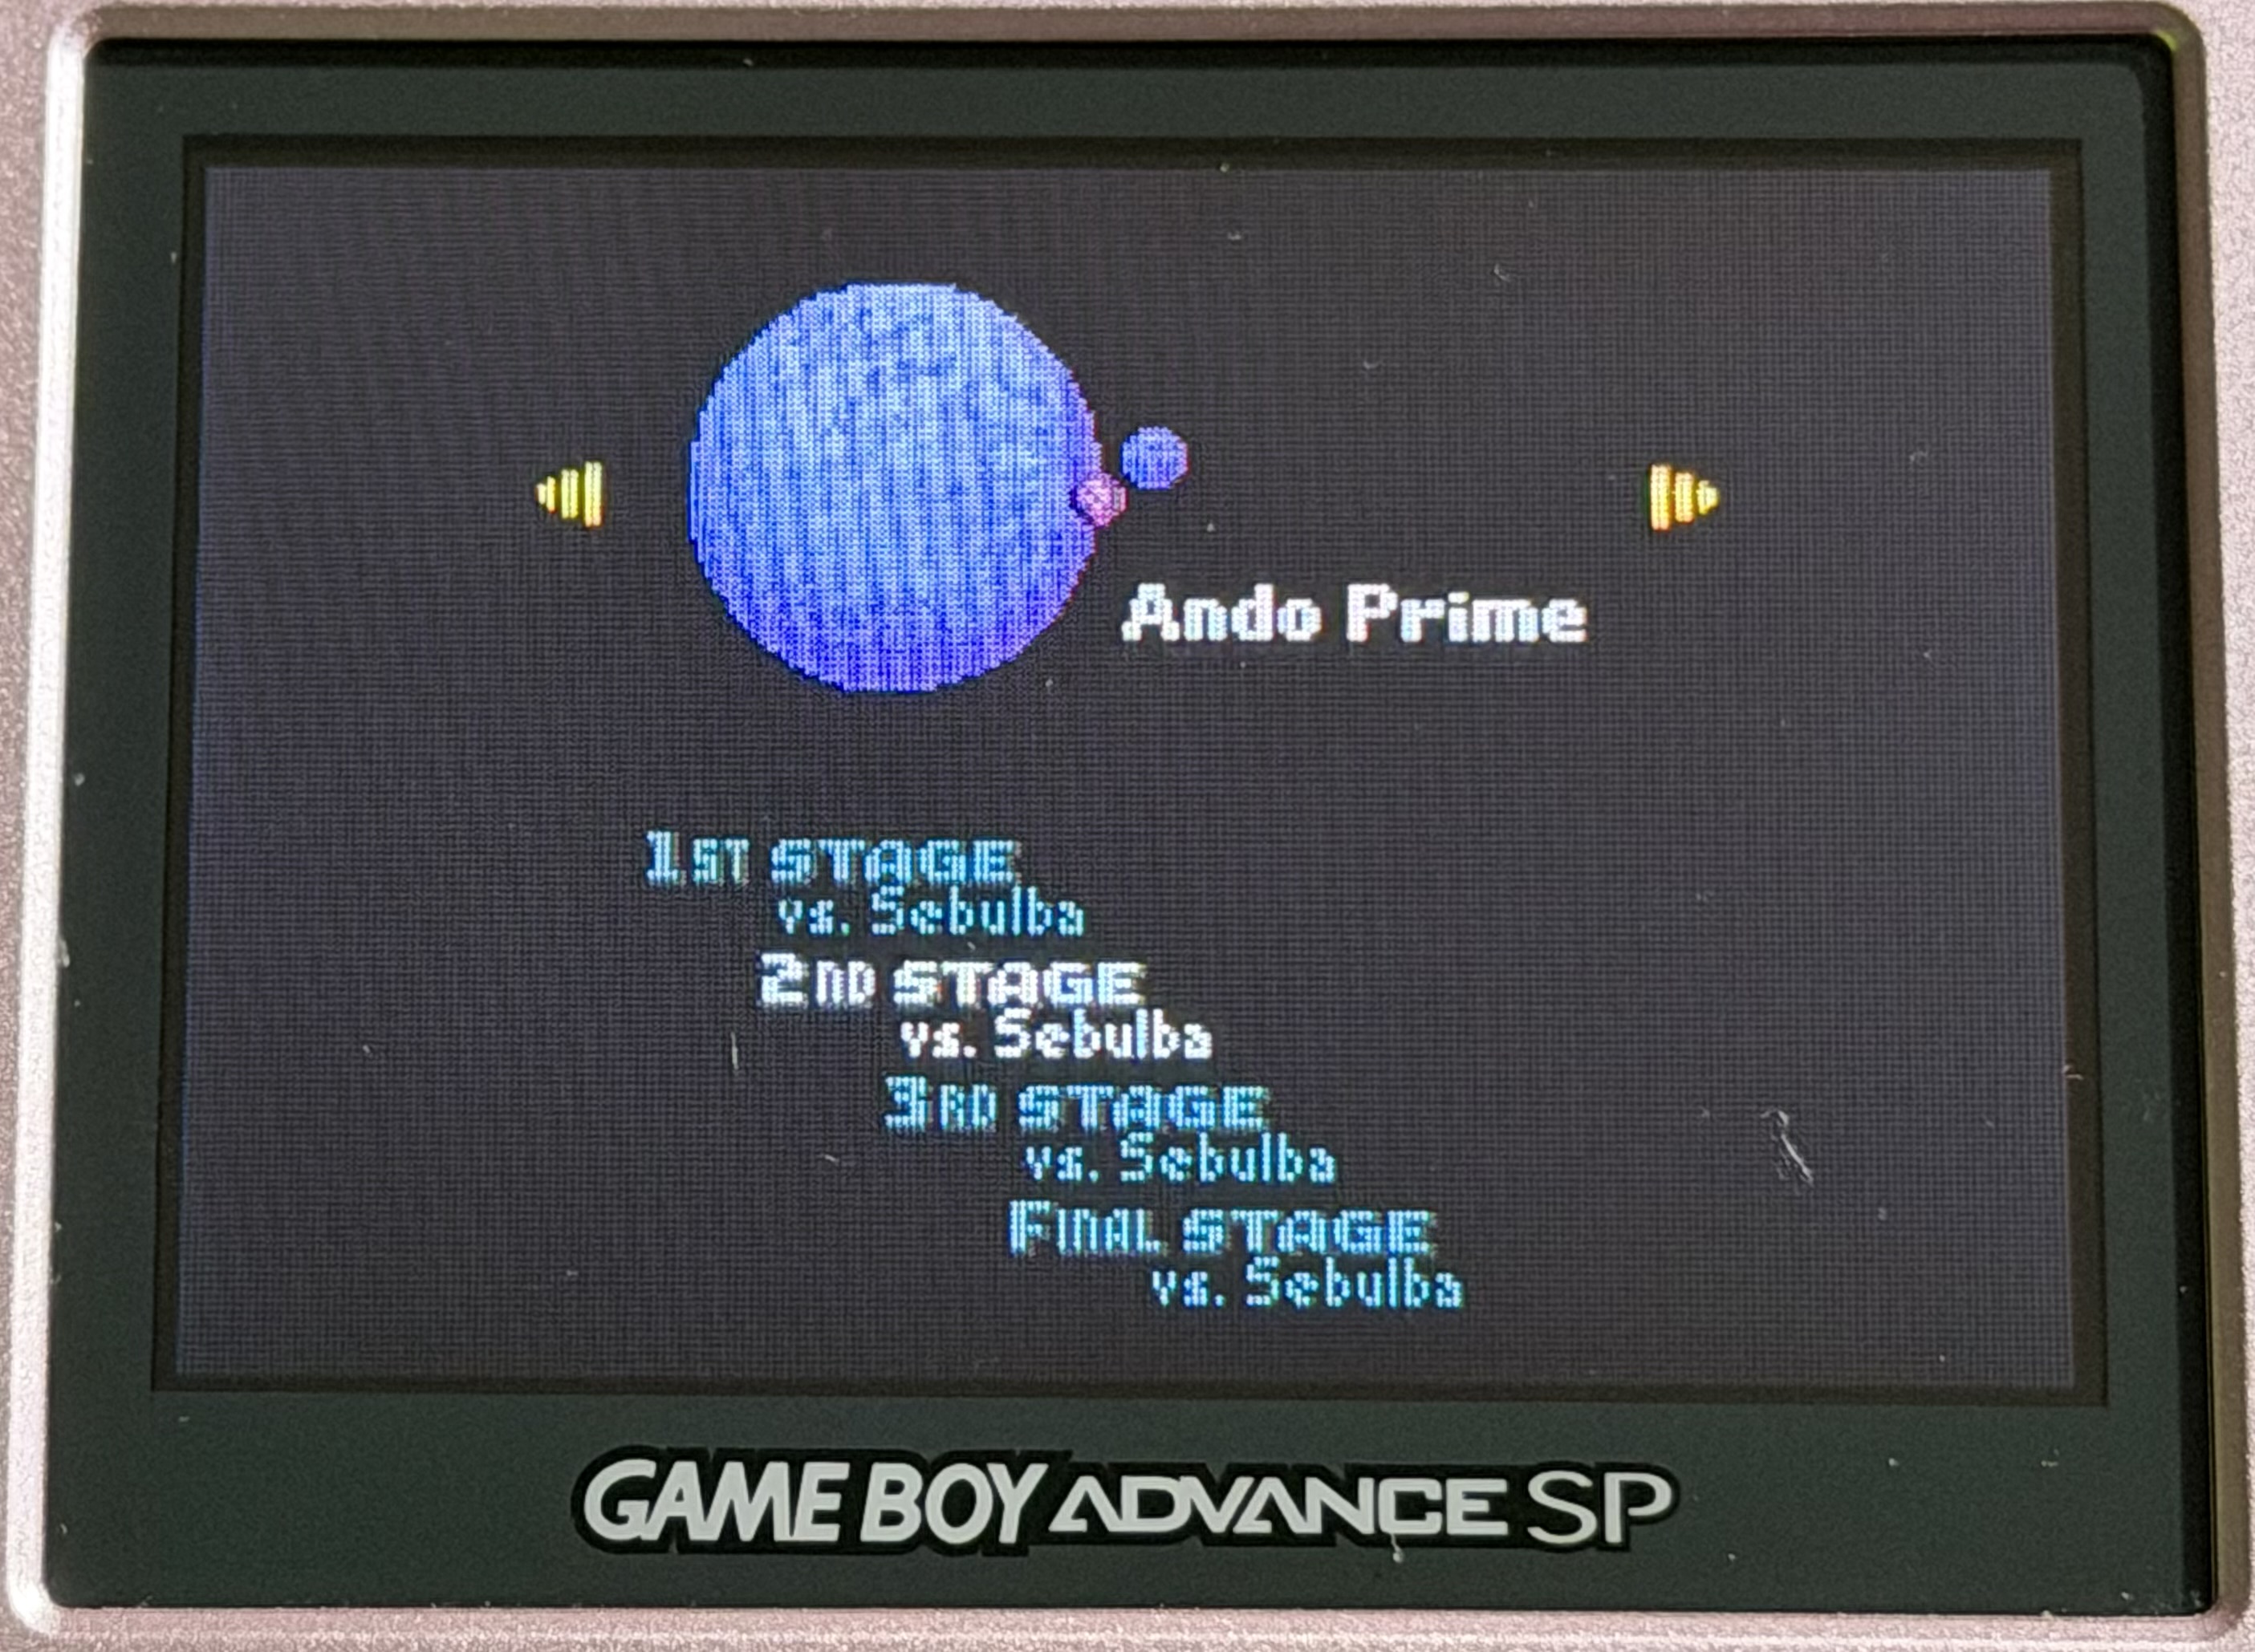 Ando Prime
1ST STAGE
vs. Sebulba
2ND STAGE
vs. Sebulba
3RD STAGE
vs. Sebulba
FINAL STAGE
vs. Sebulba
GAME BOY ADVANCE SP